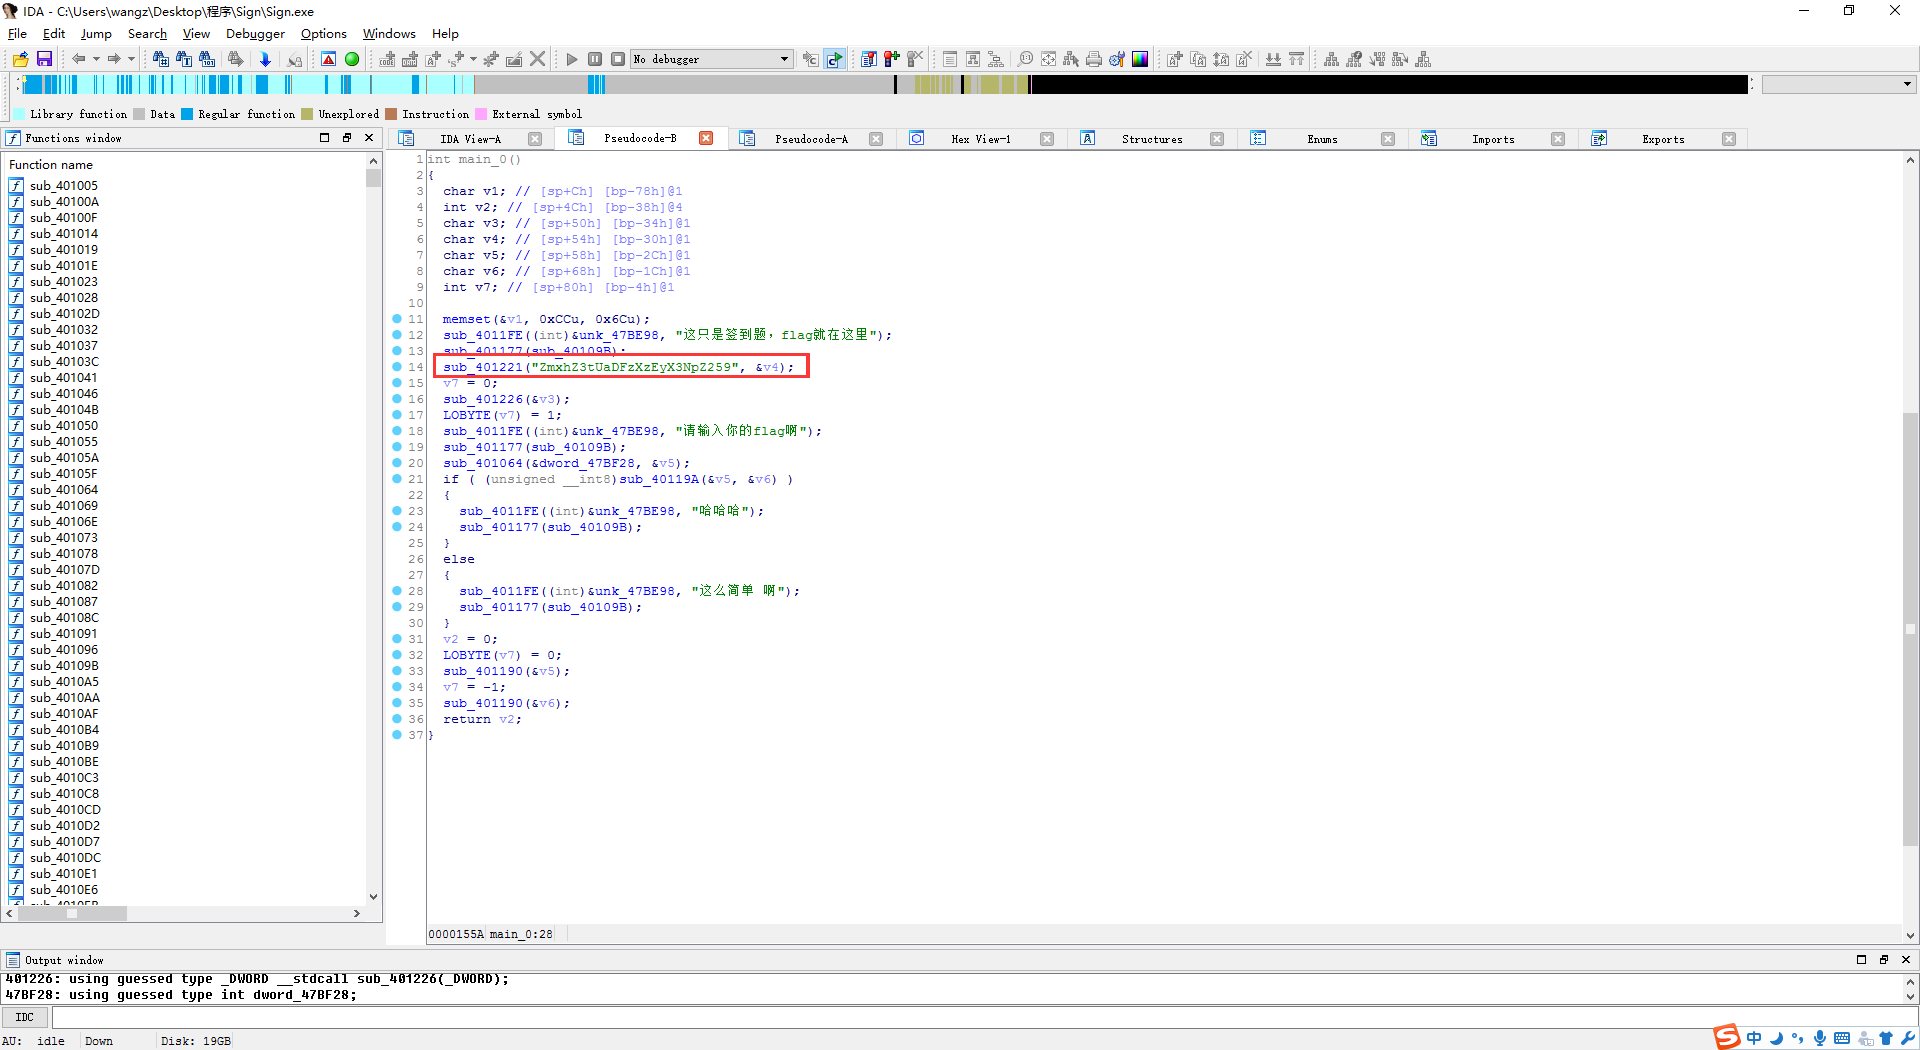 IDA - C:\Users\wangz\Desktop\程序\Sign\Sign.exe
File Edit Jump Search View Debugger Options Windows Help
No debugger
Library function Data Regular function Unexplored Instruction External symbol
Functions window
IDA View-A Pseudocode-B Pseudocode-A Hex View-1 Structures Enums Imports Exports
Function name
sub_401005
sub_40100A
sub_40100F
sub_401014
sub_401019
sub_40101E
sub_401023
sub_401028
sub_40102D
sub_401032
sub_401037
sub_40103C
sub_401041
sub_401046
sub_40104B
sub_401050
sub_401055
sub_40105A
sub_40105F
sub_401064
sub_401069
sub_40106E
sub_401073
sub_401078
sub_40107D
sub_401082
sub_401087
sub_40108C
sub_401091
sub_401096
sub_40109B
sub_4010A5
sub_4010AA
sub_4010AF
sub_4010B4
sub_4010B9
sub_4010BE
sub_4010C3
sub_4010C8
sub_4010CD
sub_4010D2
sub_4010D7
sub_4010DC
sub_4010E1
sub_4010E6
sub_4010EB
1 int main_0()
2 {
3 char v1; // [sp+Ch] [bp-78h]@1
4 int v2; // [sp+4Ch] [bp-38h]@4
5 char v3; // [sp+50h] [bp-34h]@1
6 char v4; // [sp+54h] [bp-30h]@1
7 char v5; // [sp+58h] [bp-2Ch]@1
8 char v6; // [sp+68h] [bp-1Ch]@1
9 int v7; // [sp+80h] [bp-4h]@1
10
11 memset(&v1, 0xCCu, 0x6Cu);
12 sub_4011FE((int)&unk_47BE98, "这只是签到题，flag就在这里");
13 sub_401177(sub_40109B);
14 sub_401221("ZmxhZ3tUaDFzXzEyX3NpZ259", &v4);
15 v7 = 0;
16 sub_401226(&v3);
17 LOBYTE(v7) = 1;
18 sub_4011FE((int)&unk_47BE98, "请输入你的flag啊");
19 sub_401177(sub_40109B);
20 sub_401064(&dword_47BF28, &v5);
21 if ( (unsigned __int8)sub_40119A(&v5, &v6) )
22 {
23 sub_4011FE((int)&unk_47BE98, "哈哈哈");
24 sub_401177(sub_40109B);
25 }
26 else
27 {
28 sub_4011FE((int)&unk_47BE98, "这么简单 啊");
29 sub_401177(sub_40109B);
30 }
31 v2 = 0;
32 LOBYTE(v7) = 0;
33 sub_401190(&v5);
34 v7 = -1;
35 sub_401190(&v6);
36 return v2;
37 }
0000155A main_0:28
Output window
401226: using guessed type _DWORD __stdcall sub_401226(_DWORD);
47BF28: using guessed type int dword_47BF28;
IDC
AU: idle Down Disk: 19GB
中